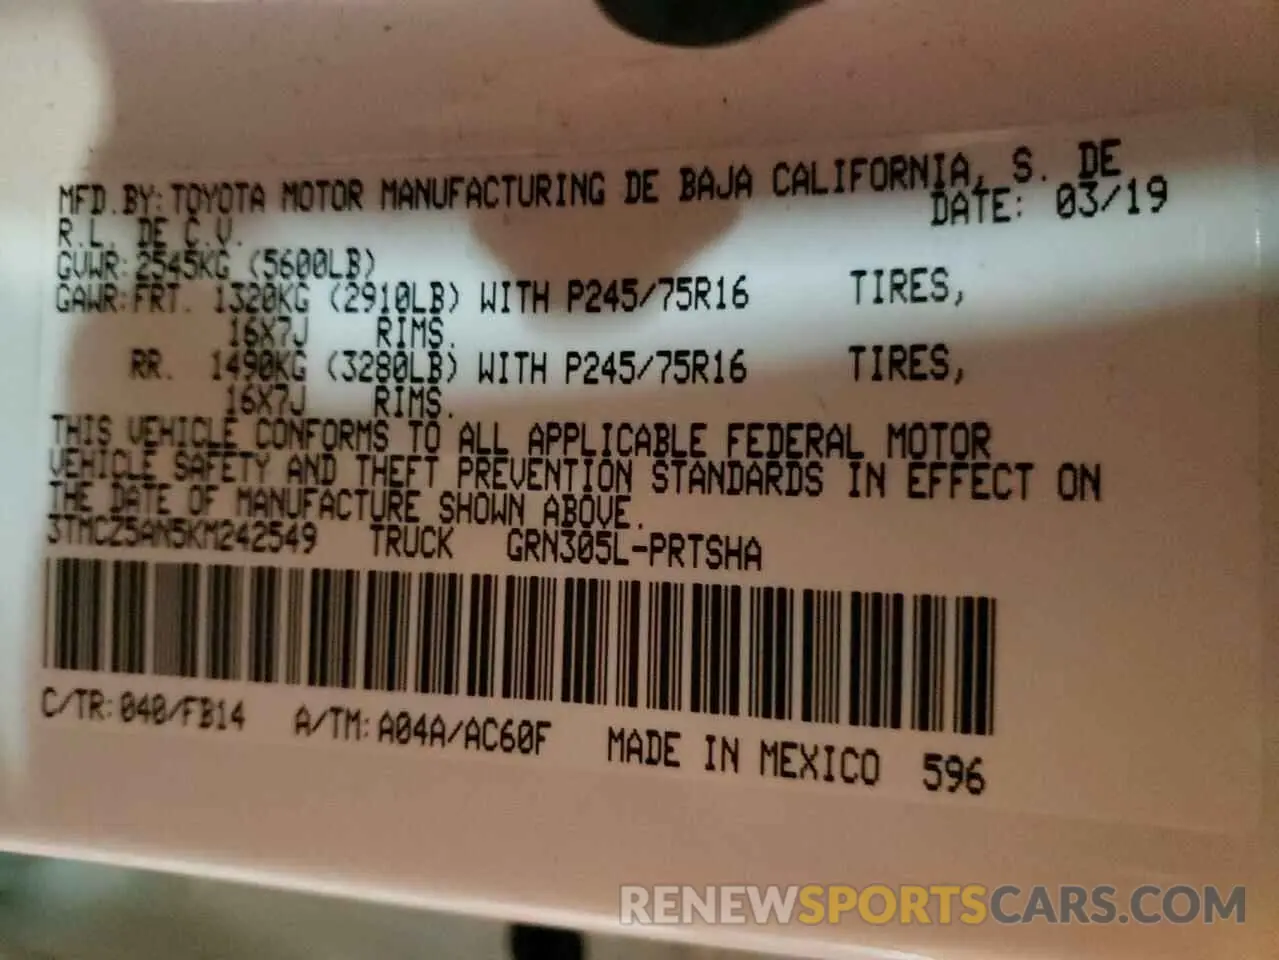 MFD.BY:TOYOTA MOTOR MANUFACTURING DE BAJA CALIFORNIA, S. DE
R.L. DE C.V. DATE: 03/19
GVWR:2545KG (5600LB)
GAWR:FRT. 1320KG (2910LB) WITH P245/75R16 TIRES,
16X7J RIMS.
RR. 1490KG (3280LB) WITH P245/75R16 TIRES,
16X7J RIMS.
THIS VEHICLE CONFORMS TO ALL APPLICABLE FEDERAL MOTOR
VEHICLE SAFETY AND THEFT PREVENTION STANDARDS IN EFFECT ON
THE DATE OF MANUFACTURE SHOWN ABOVE.
3TMCZ5AN5KM242549 TRUCK GRN305L-PRTSHA
C/TR:040/FB14 A/TM:A04A/AC60F MADE IN MEXICO 596
RENEWSPORTSCARS.COM